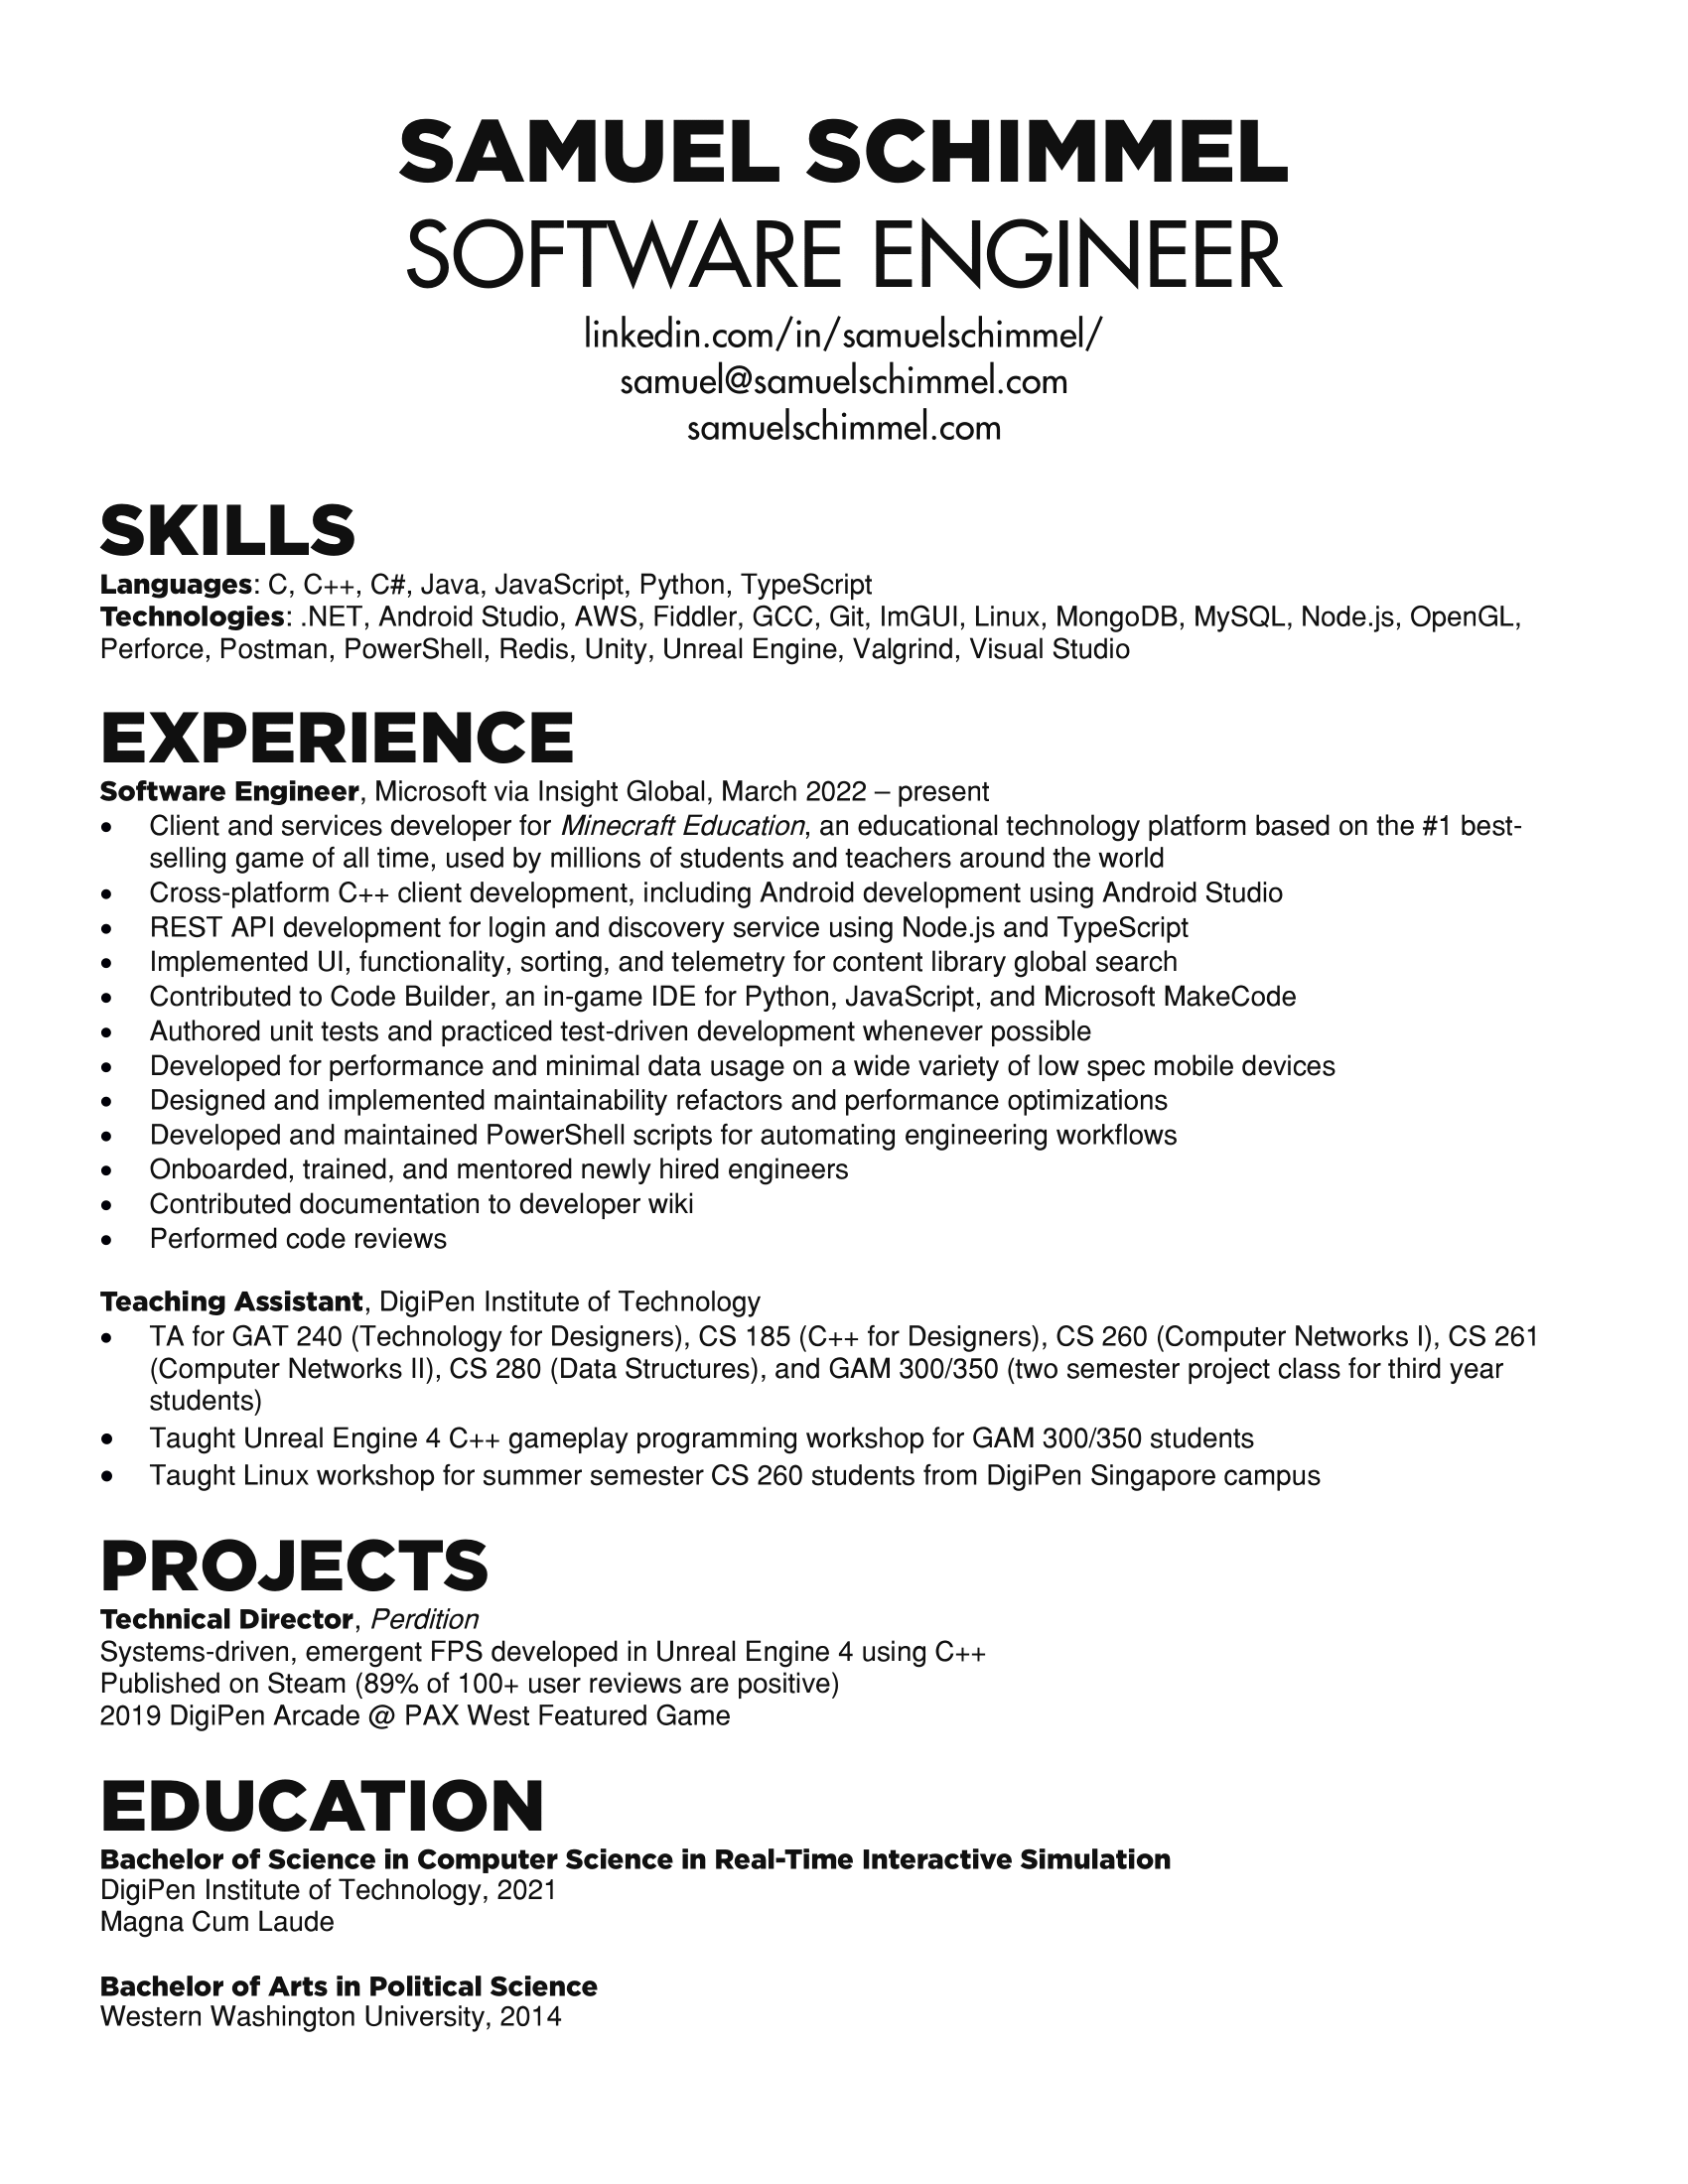 SAMUEL SCHIMMEL
SOFTWARE ENGINEER
linkedin.com/in/samuelschimmel/
samuel@samuelschimmel.com
samuelschimmel.com
SKILLS
Languages: C, C++, C#, Java, JavaScript, Python, TypeScript
Technologies: .NET, Android Studio, AWS, Fiddler, GCC, Git, ImGUI, Linux, MongoDB, MySQL, Node.js, OpenGL,
Perforce, Postman, PowerShell, Redis, Unity, Unreal Engine, Valgrind, Visual Studio
EXPERIENCE
Software Engineer, Microsoft via Insight Global, March 2022 – present
• Client and services developer for Minecraft Education, an educational technology platform based on the #1 best-
selling game of all time, used by millions of students and teachers around the world
• Cross-platform C++ client development, including Android development using Android Studio
• REST API development for login and discovery service using Node.js and TypeScript
• Implemented UI, functionality, sorting, and telemetry for content library global search
• Contributed to Code Builder, an in-game IDE for Python, JavaScript, and Microsoft MakeCode
• Authored unit tests and practiced test-driven development whenever possible
• Developed for performance and minimal data usage on a wide variety of low spec mobile devices
• Designed and implemented maintainability refactors and performance optimizations
• Developed and maintained PowerShell scripts for automating engineering workflows
• Onboarded, trained, and mentored newly hired engineers
• Contributed documentation to developer wiki
• Performed code reviews
Teaching Assistant, DigiPen Institute of Technology
• TA for GAT 240 (Technology for Designers), CS 185 (C++ for Designers), CS 260 (Computer Networks I), CS 261
(Computer Networks II), CS 280 (Data Structures), and GAM 300/350 (two semester project class for third year
students)
• Taught Unreal Engine 4 C++ gameplay programming workshop for GAM 300/350 students
• Taught Linux workshop for summer semester CS 260 students from DigiPen Singapore campus
PROJECTS
Technical Director, Perdition
Systems-driven, emergent FPS developed in Unreal Engine 4 using C++
Published on Steam (89% of 100+ user reviews are positive)
2019 DigiPen Arcade @ PAX West Featured Game
EDUCATION
Bachelor of Science in Computer Science in Real-Time Interactive Simulation
DigiPen Institute of Technology, 2021
Magna Cum Laude
Bachelor of Arts in Political Science
Western Washington University, 2014